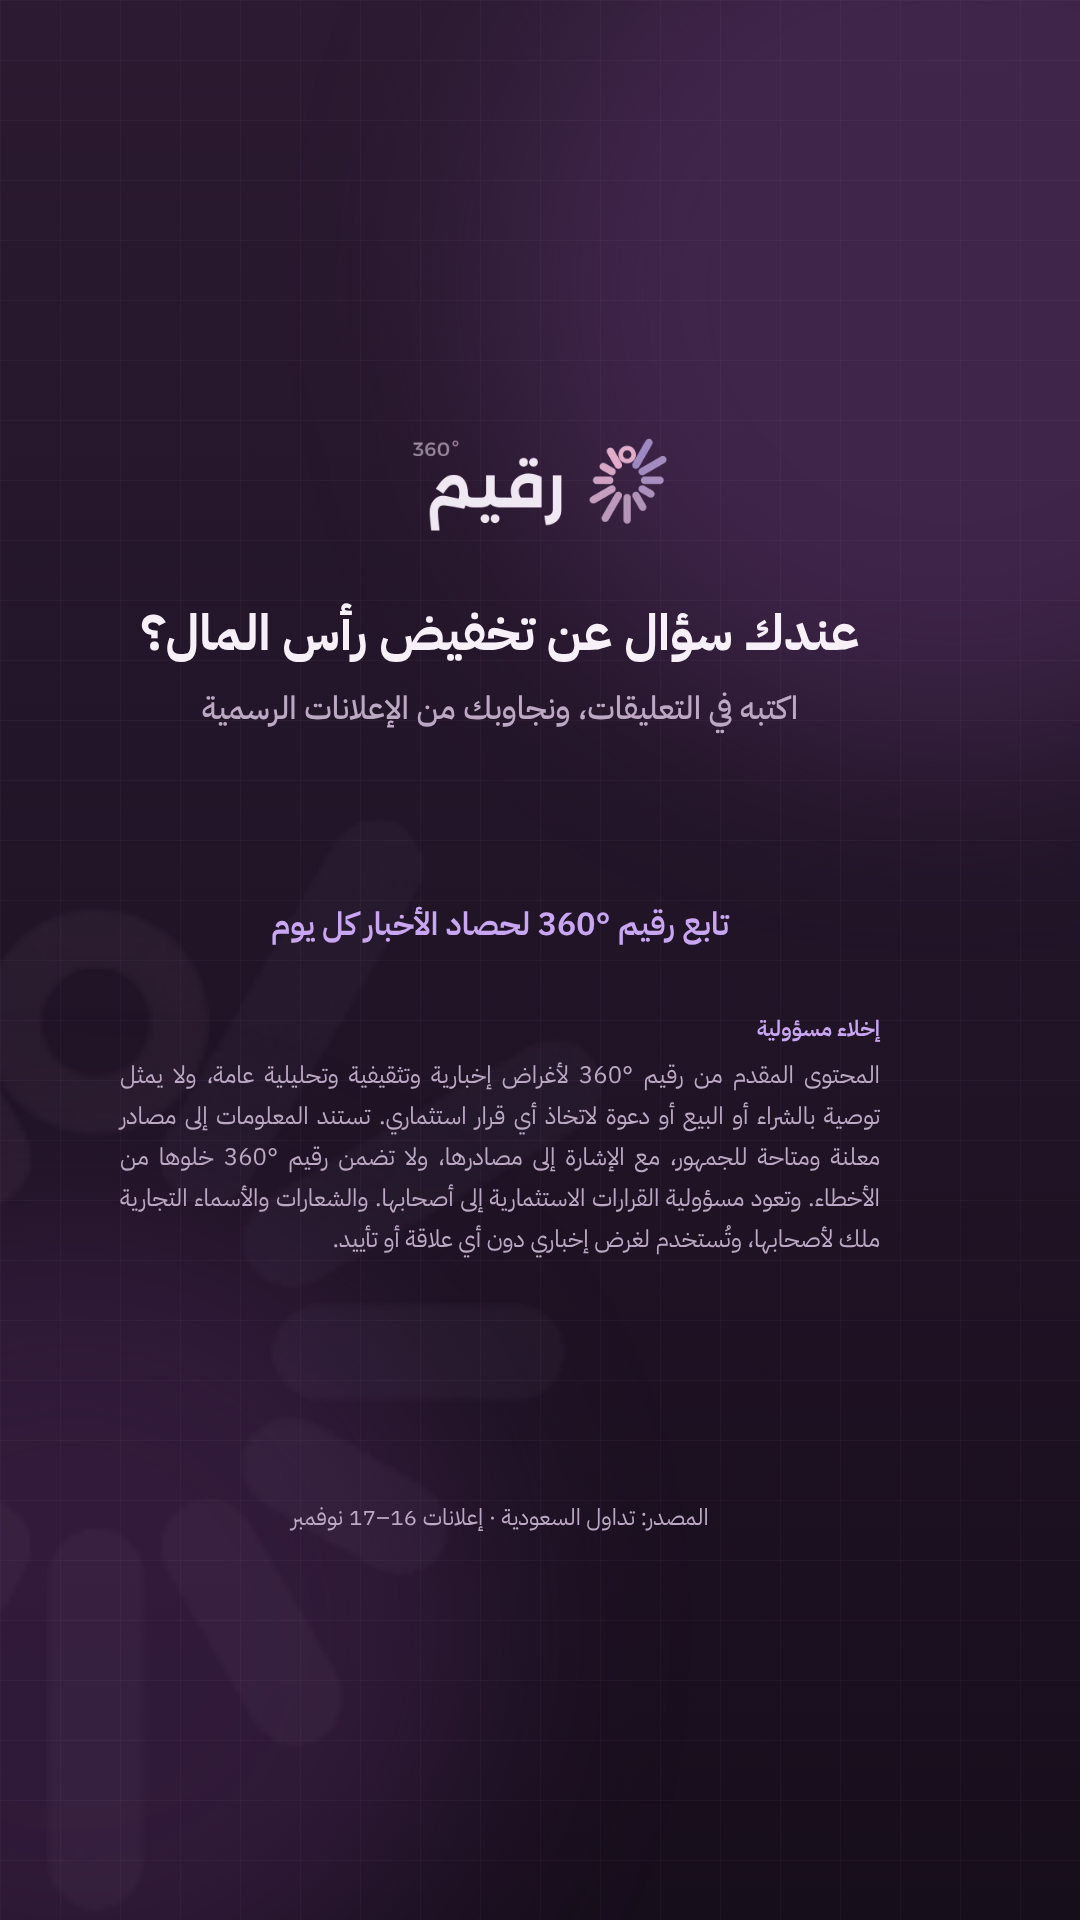 رقيم 360°
عندك سؤال عن تخفيض رأس المال؟
اكتبه في التعليقات، ونجاوبك من الإعلانات الرسمية
تابع رقيم 360° لحصاد الأخبار كل يوم
إخلاء مسؤولية
المحتوى المقدم من رقيم 360° لأغراض إخبارية وتثقيفية وتحليلية عامة، ولا يمثل
توصية بالشراء أو البيع أو دعوة لاتخاذ أي قرار استثماري. تستند المعلومات إلى مصادر
معلنة ومتاحة للجمهور، مع الإشارة إلى مصادرها، ولا تضمن رقيم 360° خلوها من
الأخطاء. وتعود مسؤولية القرارات الاستثمارية إلى أصحابها. والشعارات والأسماء التجارية
ملك لأصحابها، وتُستخدم لغرض إخباري دون أي علاقة أو تأييد.
المصدر: تداول السعودية · إعلانات 16–17 نوفمبر